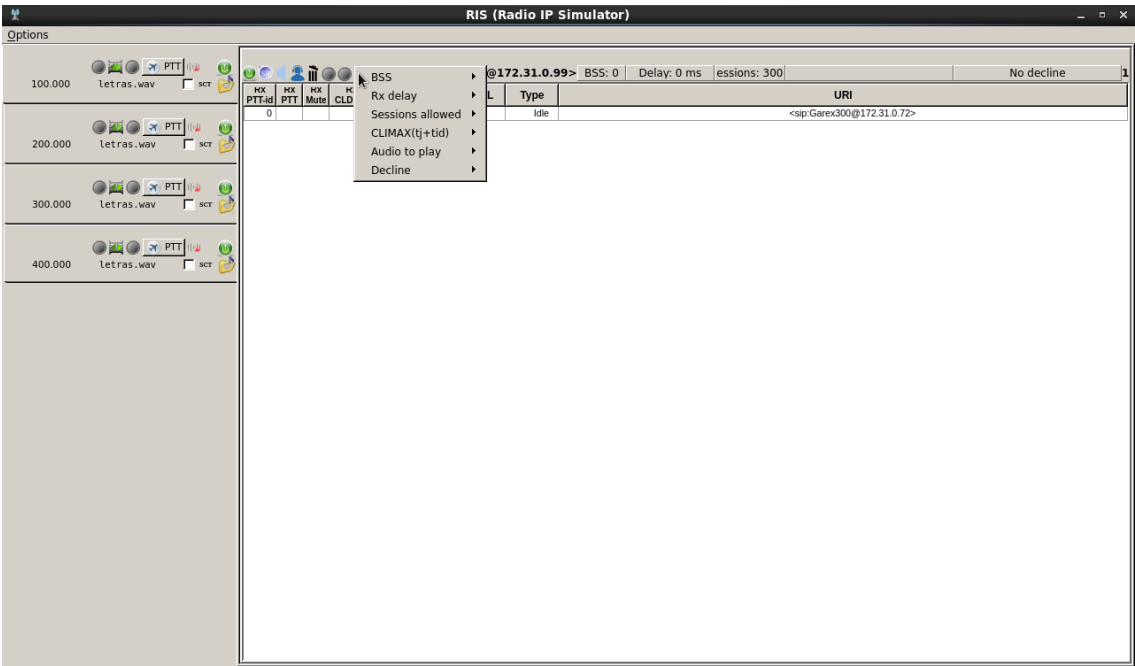 RIS (Radio IP Simulator)
Options
PTT
100.000 letras.wav SCT
PTT
200.000 letras.wav SCT
PTT
300.000 letras.wav SCT
PTT
400.000 letras.wav SCT
@172.31.0.99> BSS: 0 Delay: 0 ms essions: 300 No decline 1
RX PTT-id RX PTT RX Mute CLD L Type URI
0 Idle <sip:Garex300@172.31.0.72>
BSS
Rx delay
Sessions allowed
CLIMAX(tj+tid)
Audio to play
Decline